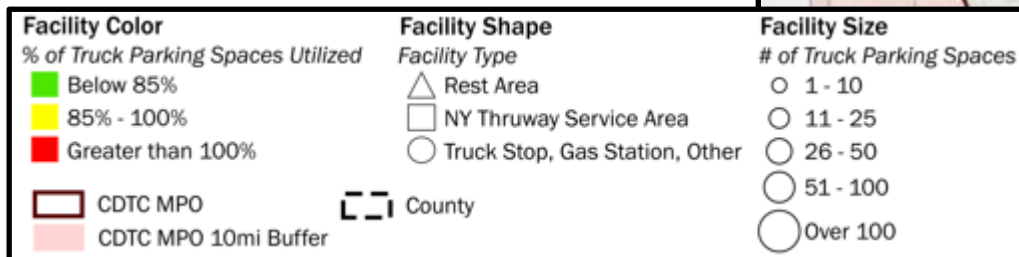 Facility Color
% of Truck Parking Spaces Utilized
Below 85%
85% - 100%
Greater than 100%
CDTC MPO
CDTC MPO 10mi Buffer
County
Facility Shape
Facility Type
Rest Area
NY Thruway Service Area
Truck Stop, Gas Station, Other
Facility Size
# of Truck Parking Spaces
1 - 10
11 - 25
26 - 50
51 - 100
Over 100